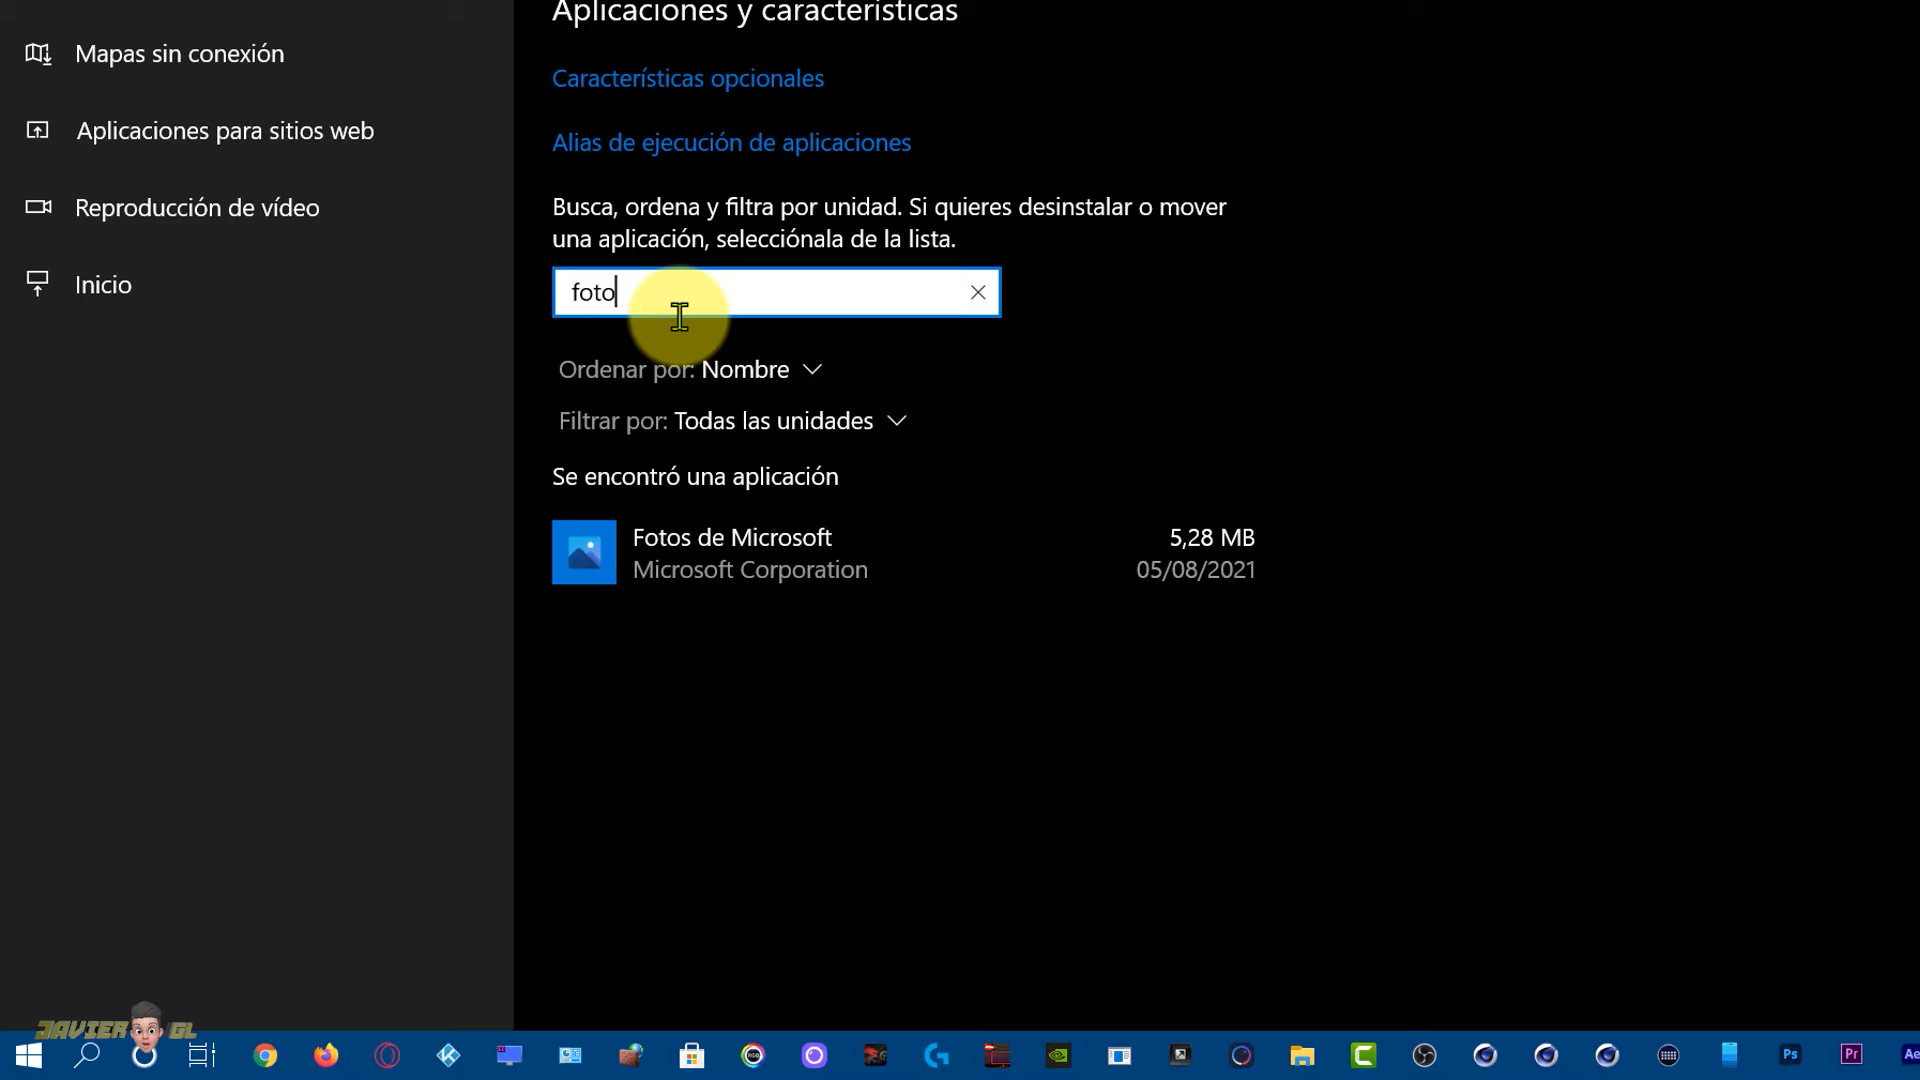 Aplicaciones y características
Mapas sin conexión
Aplicaciones para sitios web
Reproducción de vídeo
Inicio
Características opcionales
Alias de ejecución de aplicaciones
Busca, ordena y filtra por unidad. Si quieres desinstalar o mover
una aplicación, selecciónala de la lista.
foto
Ordenar por: Nombre
Filtrar por: Todas las unidades
Se encontró una aplicación
Fotos de Microsoft 5,28 MB
Microsoft Corporation 05/08/2021
JAVIER GL
Ps Pr Ae